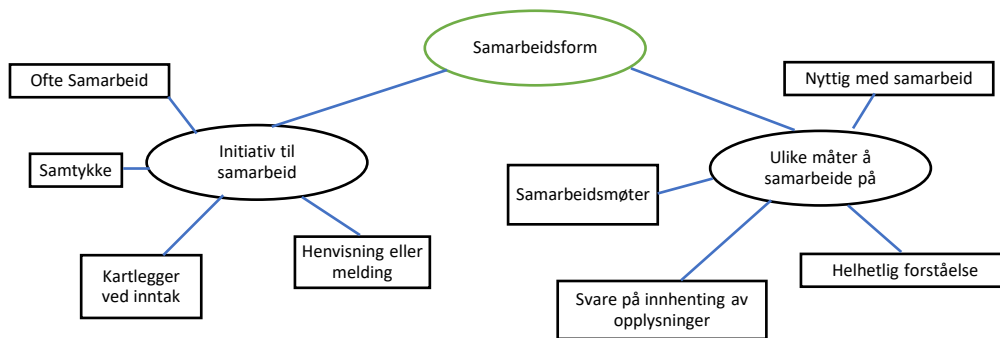 Samarbeidsform
Ofte Samarbeid
Nyttig med samarbeid
Initiativ til
samarbeid
Ulike måter å
samarbeide på
Samtykke
Samarbeidsmøter
Kartlegger
ved inntak
Henvisning eller
melding
Svare på innhenting av
opplysninger
Helhetlig forståelse